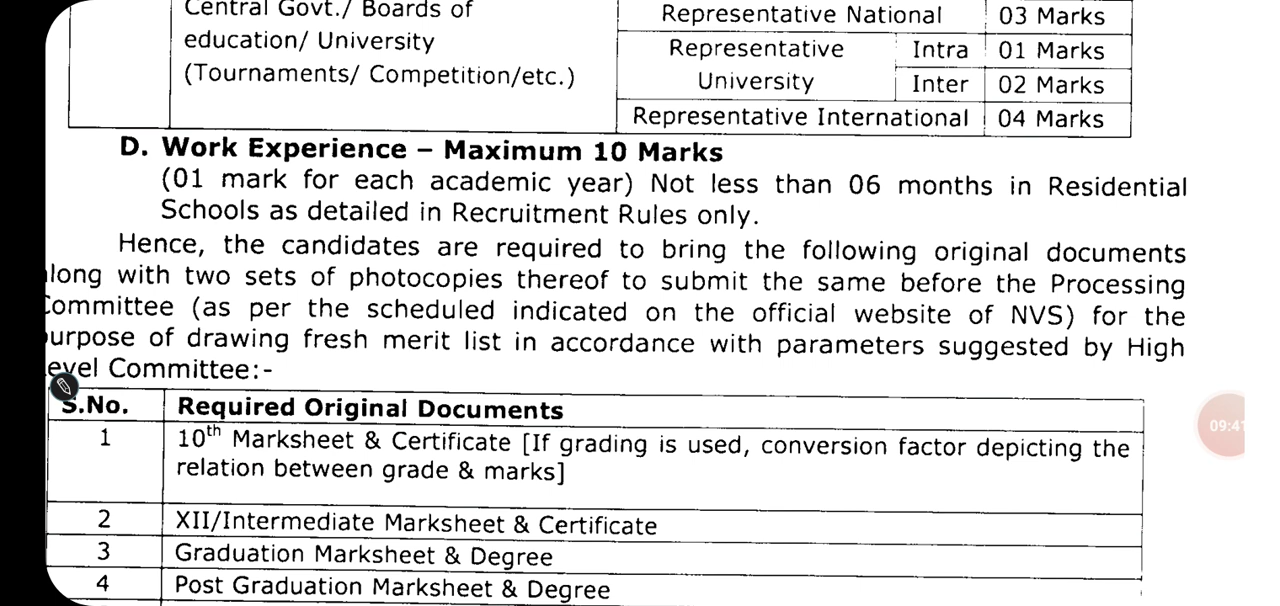 Central Govt./ Boards of
education/ University
(Tournaments/ Competition/etc.)
Representative National 03 Marks
Representative University Intra 01 Marks
Inter 02 Marks
Representative International 04 Marks
D. Work Experience – Maximum 10 Marks
(01 mark for each academic year) Not less than 06 months in Residential
Schools as detailed in Recruitment Rules only.
Hence, the candidates are required to bring the following original documents
long with two sets of photocopies thereof to submit the same before the Processing
Committee (as per the scheduled indicated on the official website of NVS) for the
urpose of drawing fresh merit list in accordance with parameters suggested by High
evel Committee:-
S.No. Required Original Documents
1 10th Marksheet & Certificate [If grading is used, conversion factor depicting the
relation between grade & marks]
2 XII/Intermediate Marksheet & Certificate
3 Graduation Marksheet & Degree
4 Post Graduation Marksheet & Degree
09:41